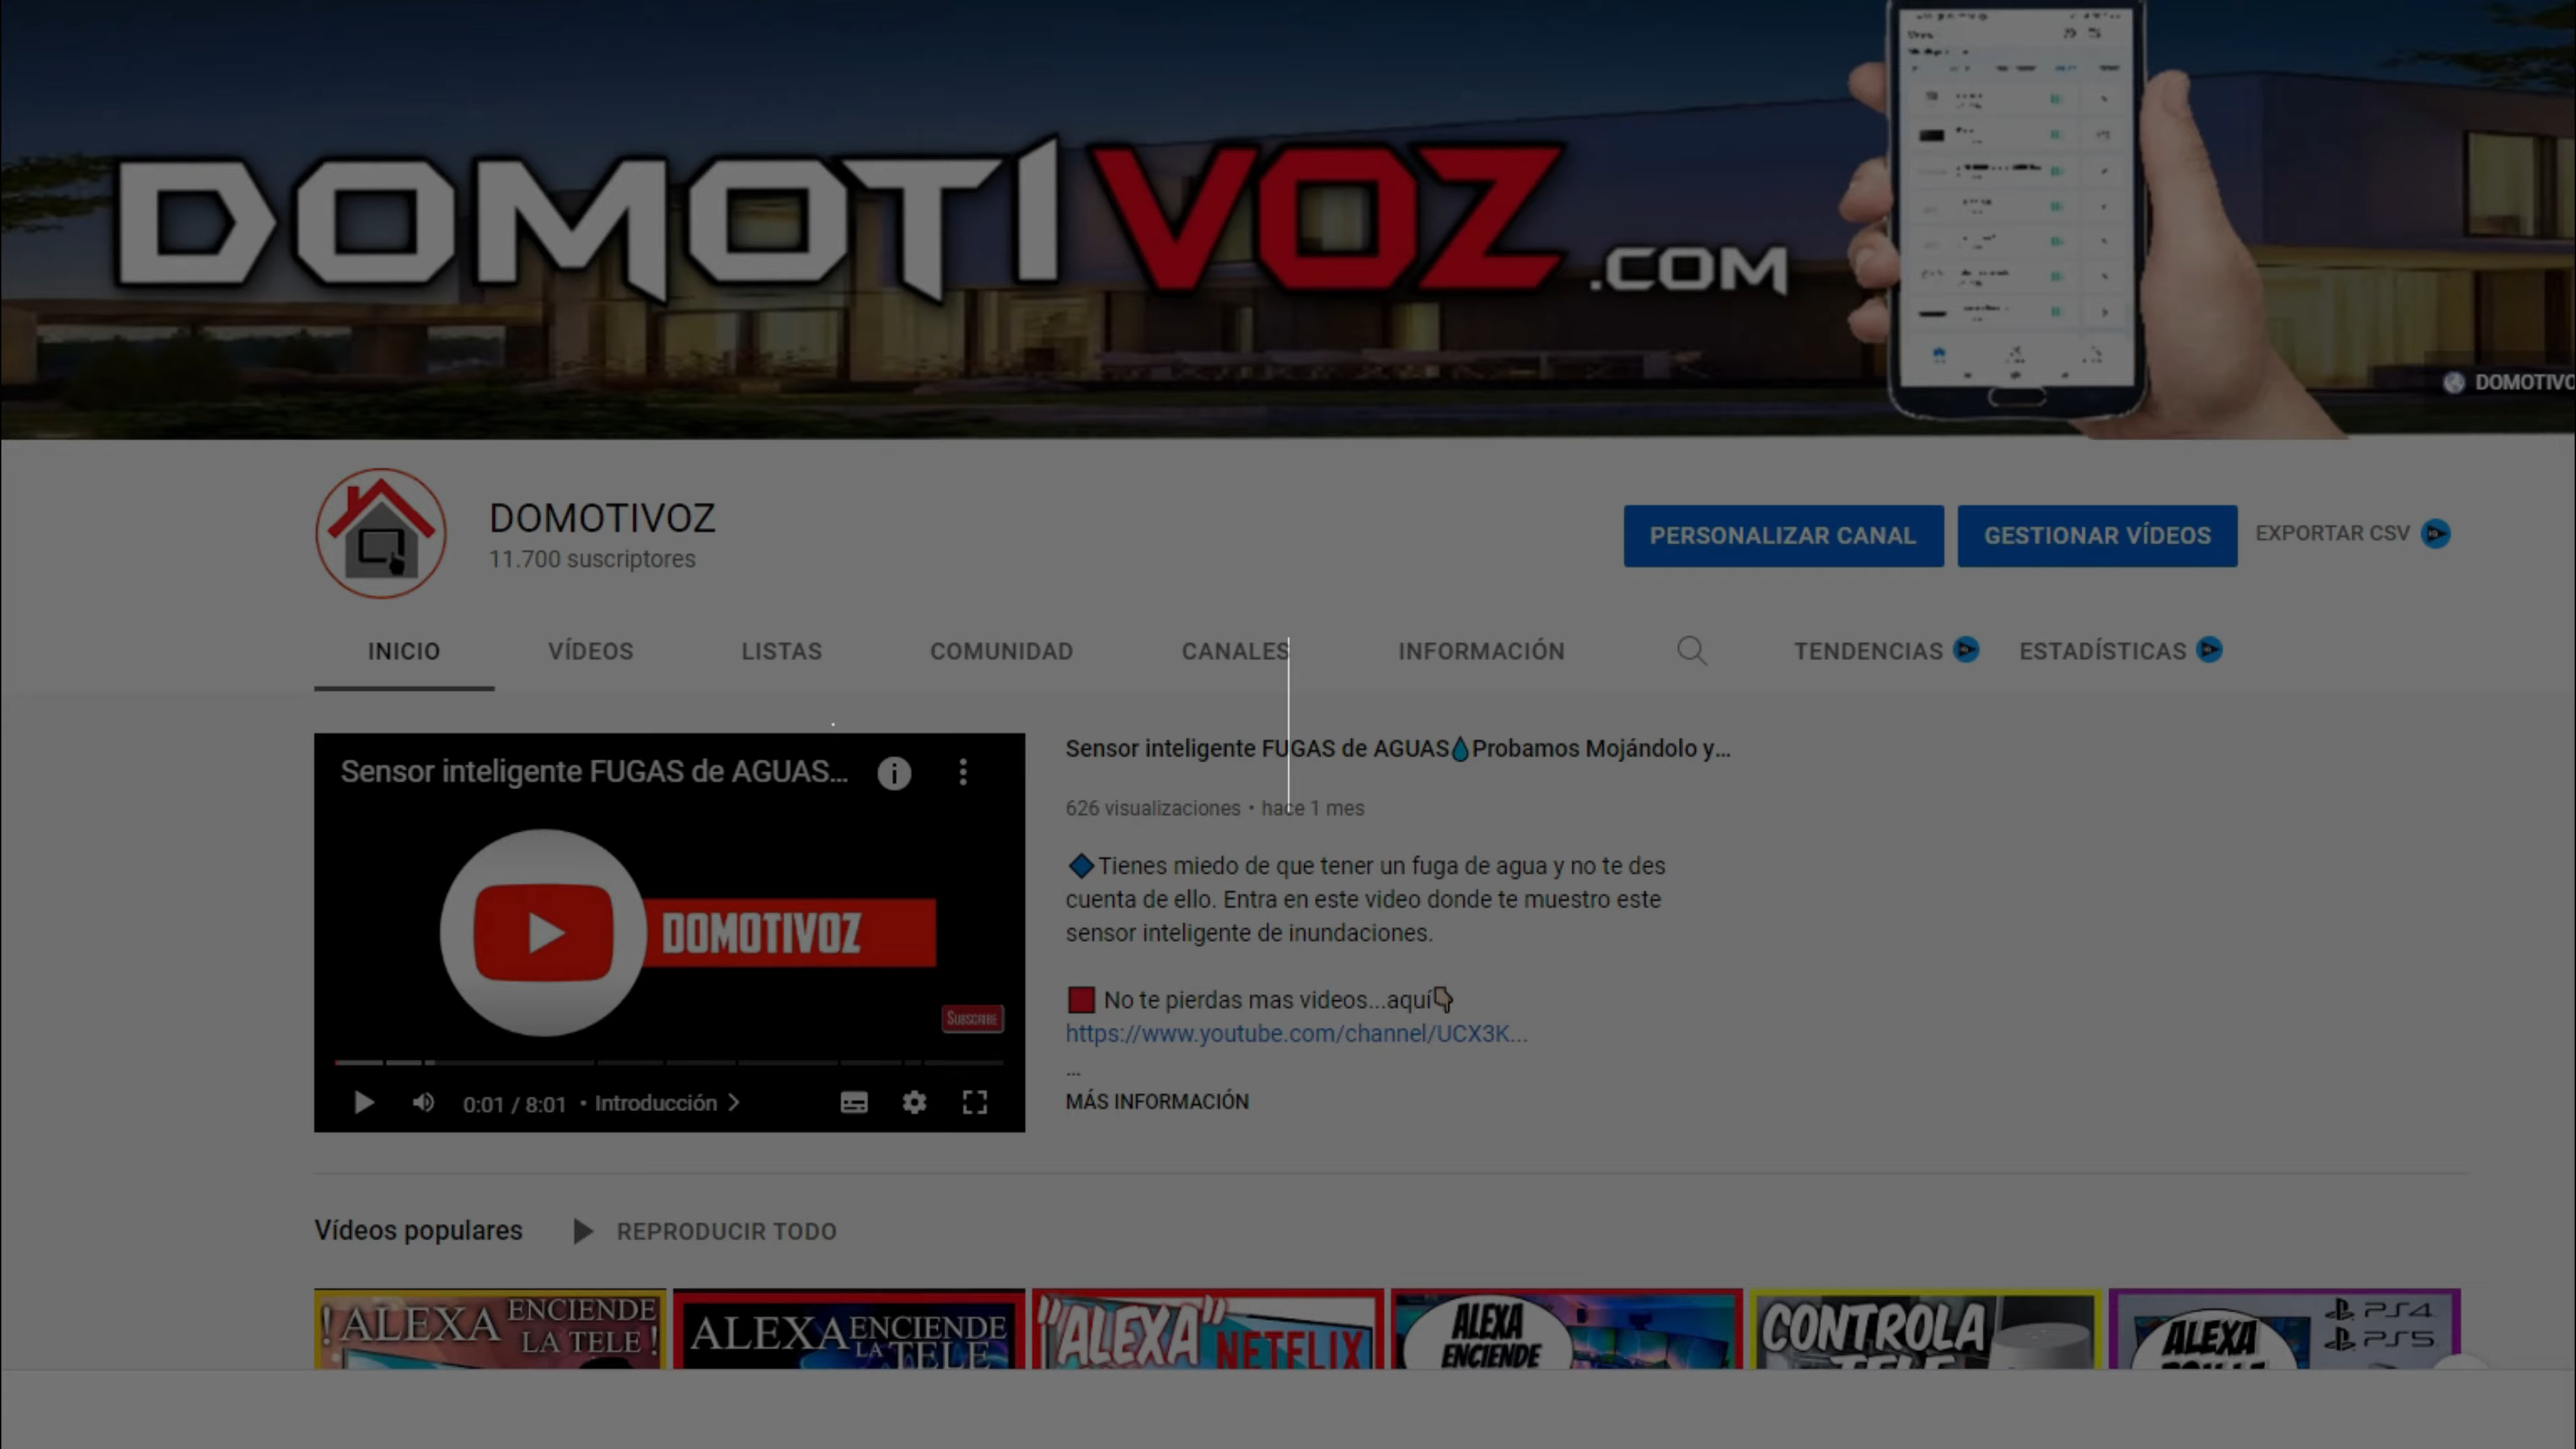 DOMOTIVOZ.COM
DOMOTIVO
DOMOTIVOZ
11.700 suscriptores
PERSONALIZAR CANAL
GESTIONAR VÍDEOS
EXPORTAR CSV
INICIO
VÍDEOS
LISTAS
COMUNIDAD
CANALES
INFORMACIÓN
TENDENCIAS
ESTADÍSTICAS
Sensor inteligente FUGAS de AGUAS...
DOMOTIVOZ
SUBSCRIBE
0:01 / 8:01 • Introducción
Sensor inteligente FUGAS de AGUAS💧Probamos Mojándolo y...
626 visualizaciones • hace 1 mes
🔷Tienes miedo de que tener un fuga de agua y no te des
cuenta de ello. Entra en este video donde te muestro este
sensor inteligente de inundaciones.
🟥 No te pierdas mas videos...aquí👇
https://www.youtube.com/channel/UCX3K...
...
MÁS INFORMACIÓN
Vídeos populares
REPRODUCIR TODO
!ALEXA ENCIENDE
LA TELE!
ALEXA ENCIENDE
LA TELE
"ALEXA" NETFLIX
ALEXA
ENCIENDE
CONTROLA
TELE
ALEXA
PS4
PS5